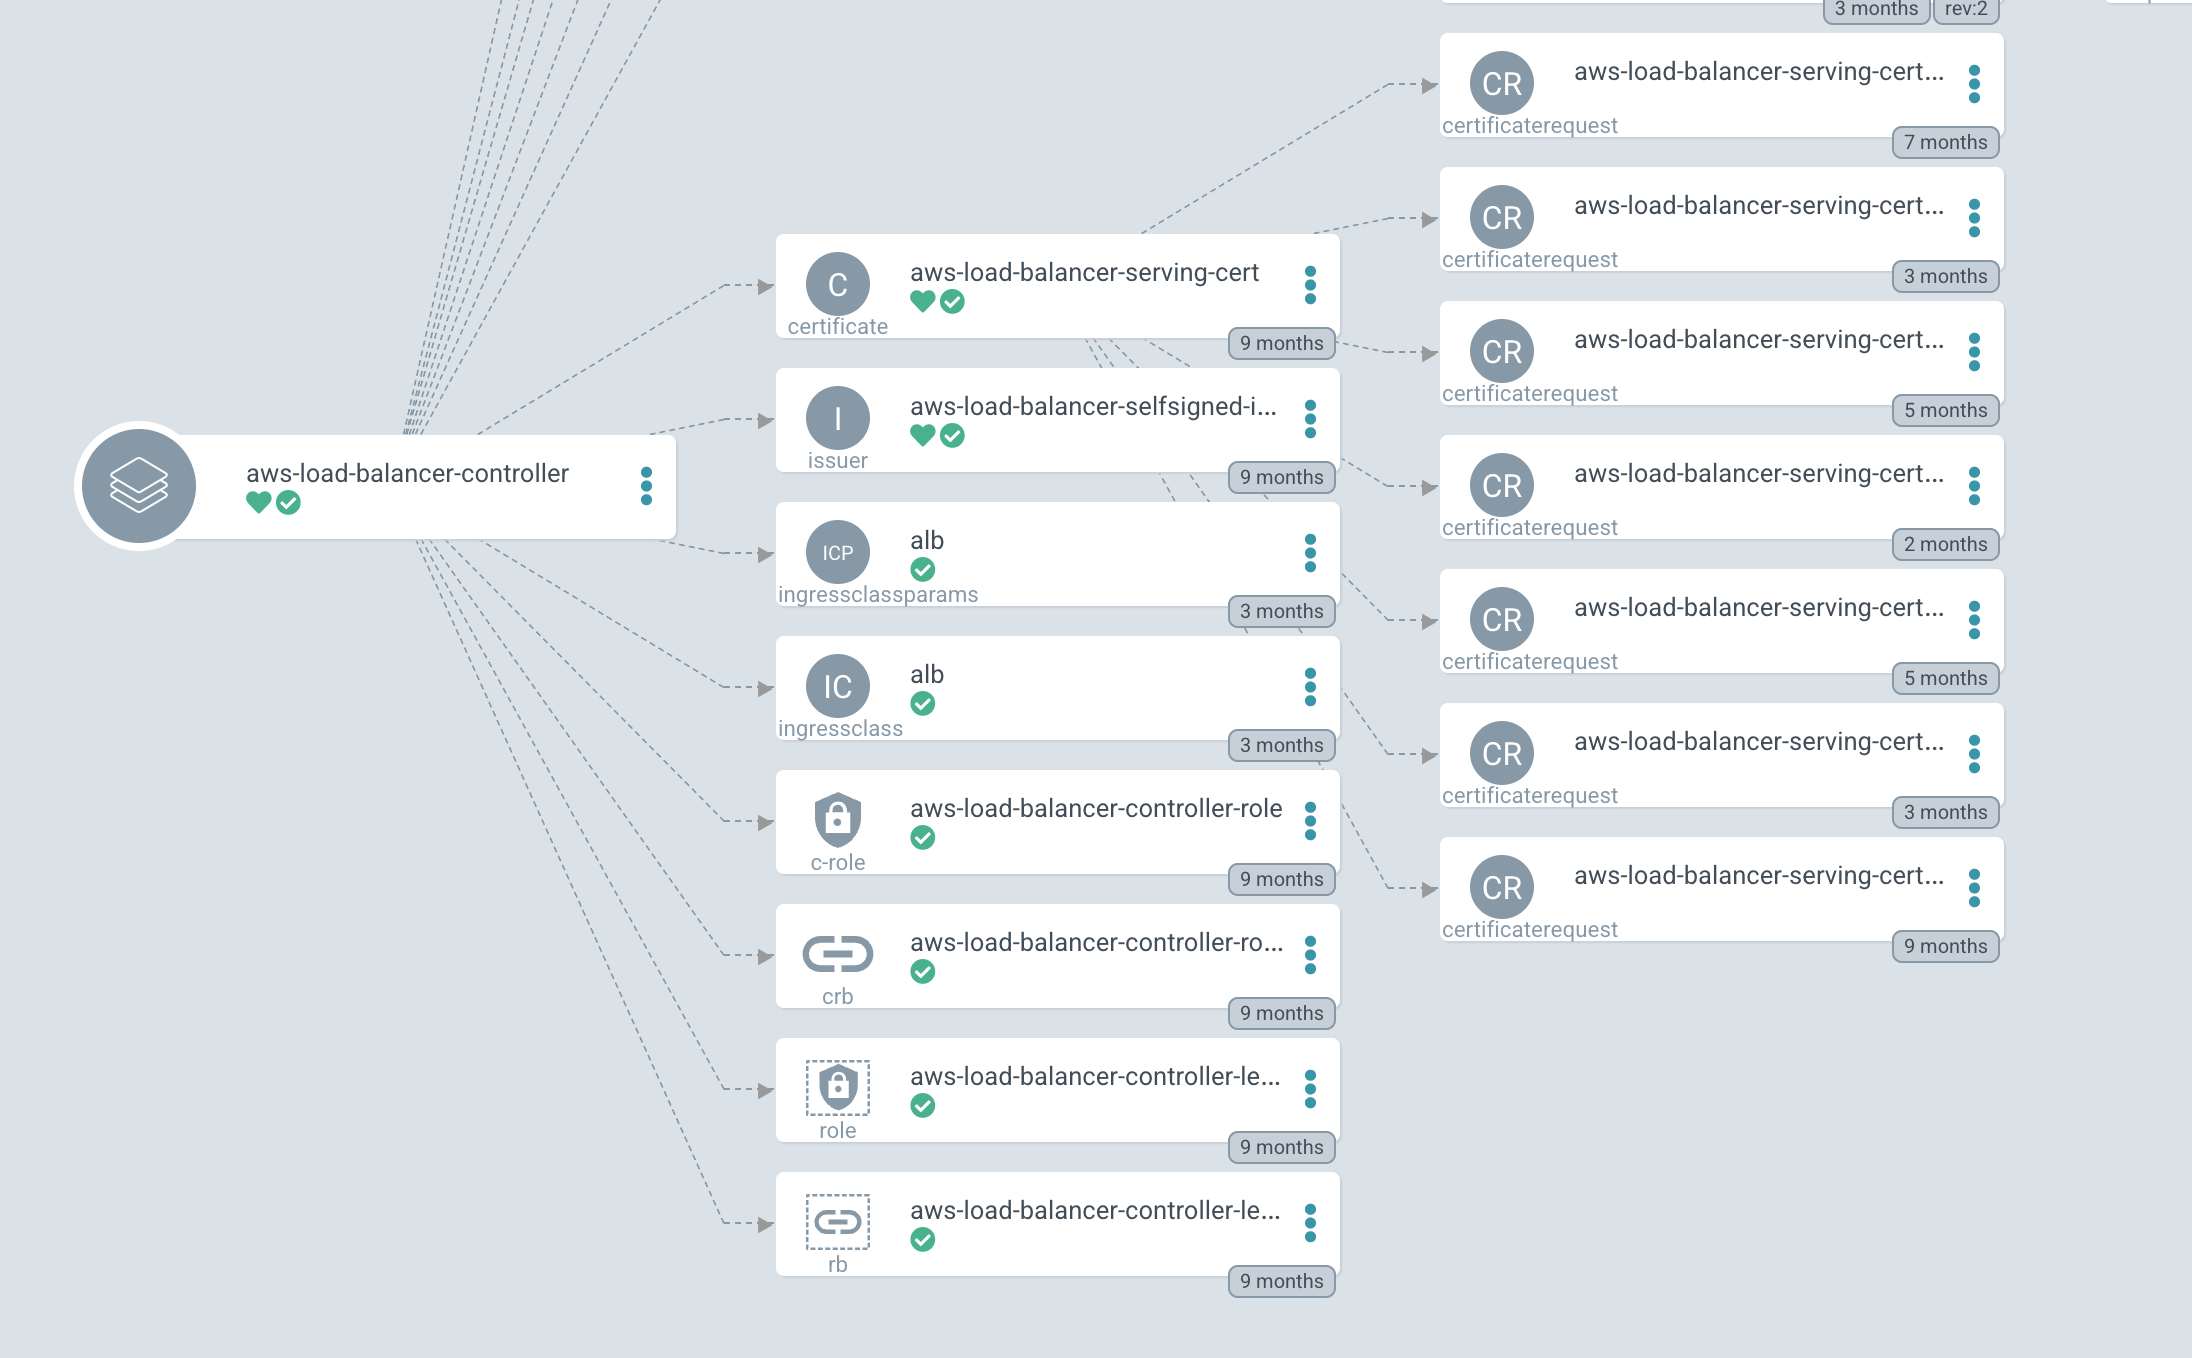 aws-load-balancer-controller
aws-load-balancer-serving-cert
C
certificate
9 months
aws-load-balancer-selfsigned-i...
I
issuer
9 months
alb
ICP
ingressclassparams
3 months
alb
IC
ingressclass
3 months
aws-load-balancer-controller-role
c-role
9 months
aws-load-balancer-controller-ro...
crb
9 months
aws-load-balancer-controller-le...
role
9 months
aws-load-balancer-controller-le...
rb
9 months
3 months rev:2
aws-load-balancer-serving-cert...
CR
certificaterequest
7 months
aws-load-balancer-serving-cert...
CR
certificaterequest
3 months
aws-load-balancer-serving-cert...
CR
certificaterequest
5 months
aws-load-balancer-serving-cert...
CR
certificaterequest
2 months
aws-load-balancer-serving-cert...
CR
certificaterequest
5 months
aws-load-balancer-serving-cert...
CR
certificaterequest
3 months
aws-load-balancer-serving-cert...
CR
certificaterequest
9 months